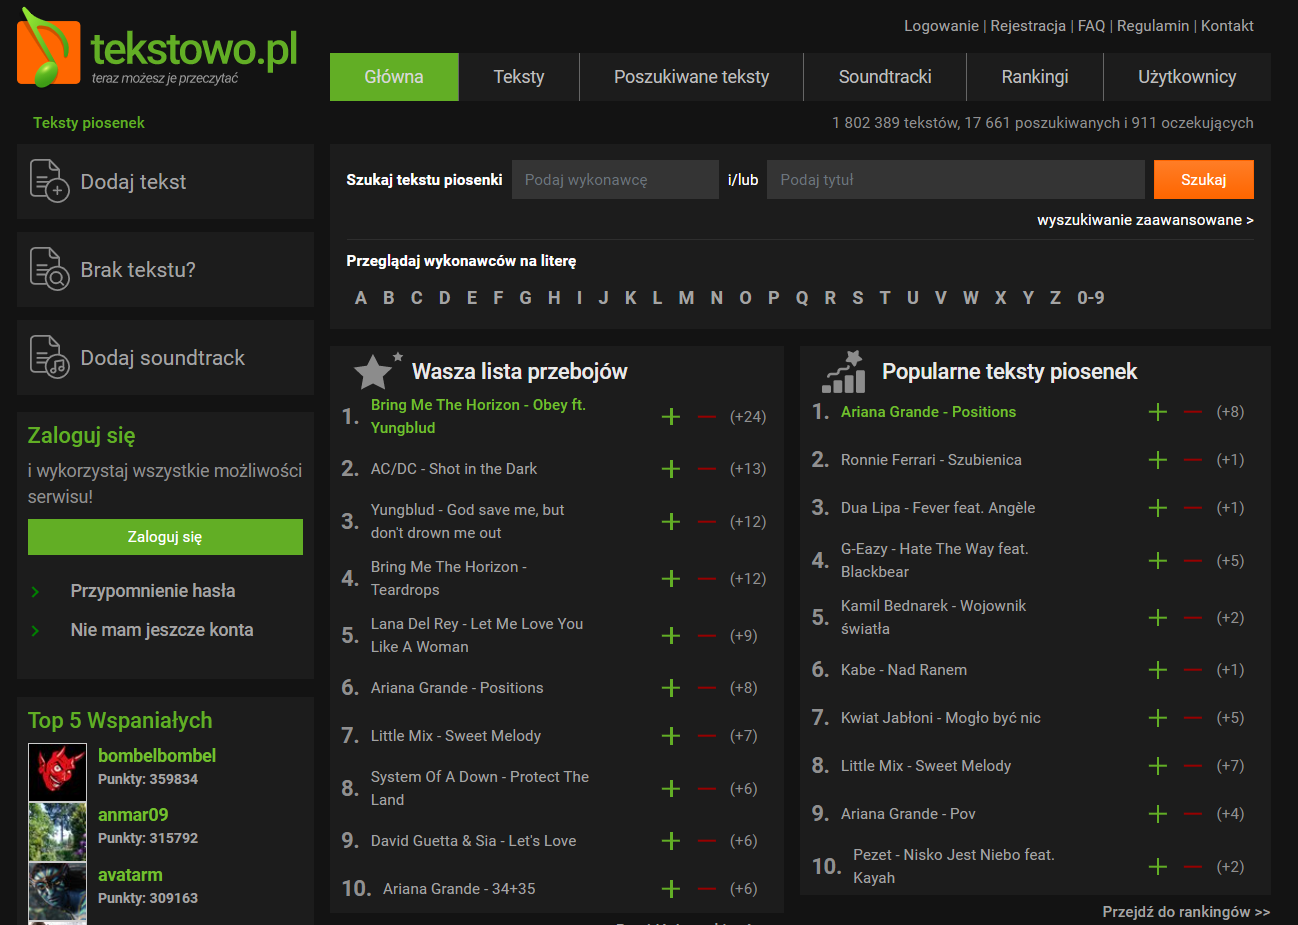 tekstowo.pl
teraz możesz je przeczytać
Logowanie | Rejestracja | FAQ | Regulamin | Kontakt
Główna
Teksty
Poszukiwane teksty
Soundtracki
Rankingi
Użytkownicy
Teksty piosenek
1 802 389 tekstów, 17 661 poszukiwanych i 911 oczekujących
Dodaj tekst
Brak tekstu?
Dodaj soundtrack
Zaloguj się
i wykorzystaj wszystkie możliwości
serwisu!
Zaloguj się
Przypomnienie hasła
Nie mam jeszcze konta
Top 5 Wspaniałych
bombelbombel
Punkty: 359834
anmar09
Punkty: 315792
avatarm
Punkty: 309163
Szukaj tekstu piosenki Podaj wykonawcę i/lub Podaj tytuł Szukaj
wyszukiwanie zaawansowane >
Przeglądaj wykonawców na literę
A B C D E F G H I J K L M N O P Q R S T U V W X Y Z 0-9
Wasza lista przebojów
1. Bring Me The Horizon - Obey ft.
Yungblud (+24)
2. AC/DC - Shot in the Dark (+13)
3. Yungblud - God save me, but
don't drown me out (+12)
4. Bring Me The Horizon -
Teardrops (+12)
5. Lana Del Rey - Let Me Love You
Like A Woman (+9)
6. Ariana Grande - Positions (+8)
7. Little Mix - Sweet Melody (+7)
8. System Of A Down - Protect The
Land (+6)
9. David Guetta & Sia - Let's Love (+6)
10. Ariana Grande - 34+35 (+6)
Popularne teksty piosenek
1. Ariana Grande - Positions (+8)
2. Ronnie Ferrari - Szubienica (+1)
3. Dua Lipa - Fever feat. Angèle (+1)
4. G-Eazy - Hate The Way feat.
Blackbear (+5)
5. Kamil Bednarek - Wojownik
światła (+2)
6. Kabe - Nad Ranem (+1)
7. Kwiat Jabłoni - Mogło być nic (+5)
8. Little Mix - Sweet Melody (+7)
9. Ariana Grande - Pov (+4)
10. Pezet - Nisko Jest Niebo feat.
Kayah (+2)
Przejdź do rankingów >>